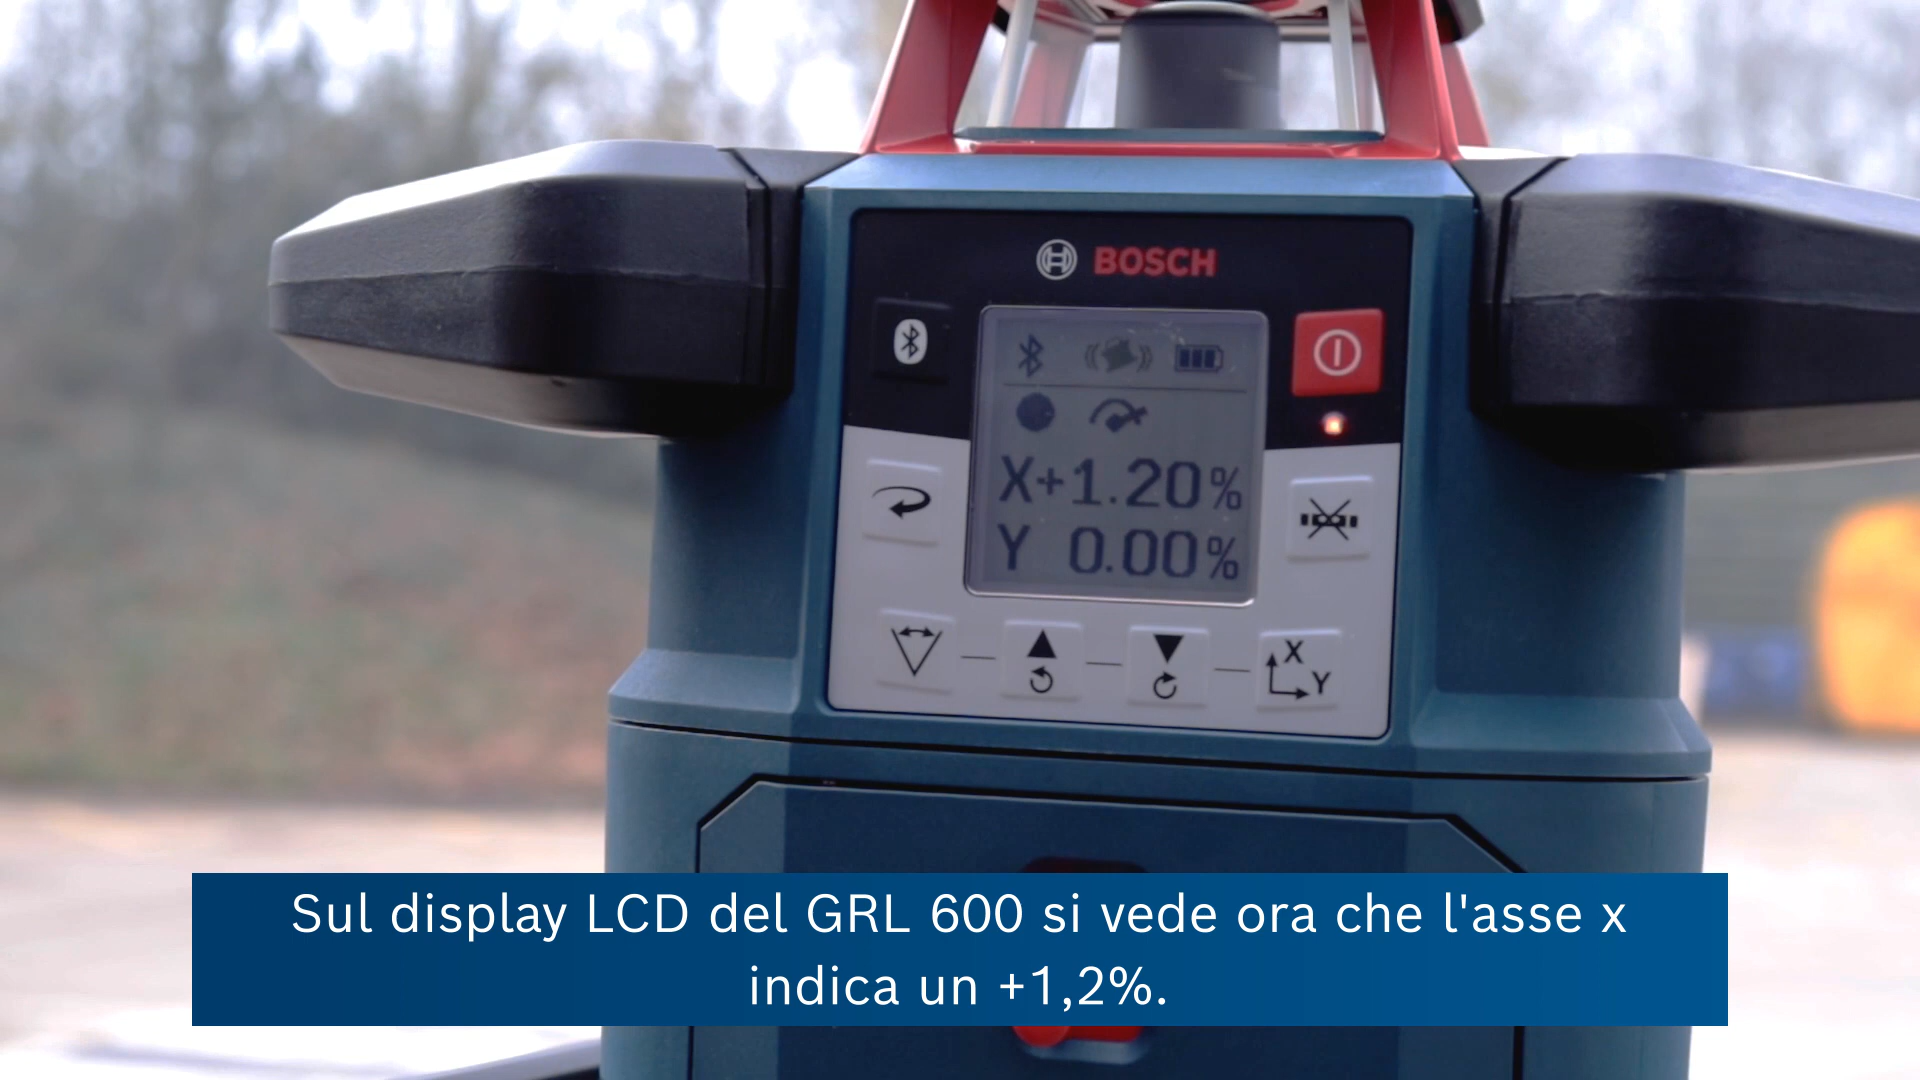 BOSCH
X+1.20%
Y 0.00%
X
Y
Sul display LCD del GRL 600 si vede ora che l'asse x
indica un +1,2%.